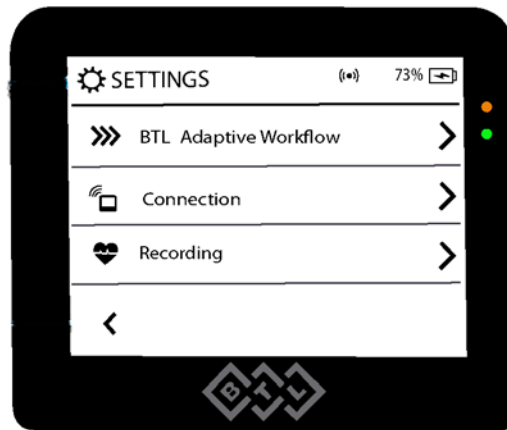 SETTINGS 73%
BTL Adaptive Workflow
Connection
Recording
BTL